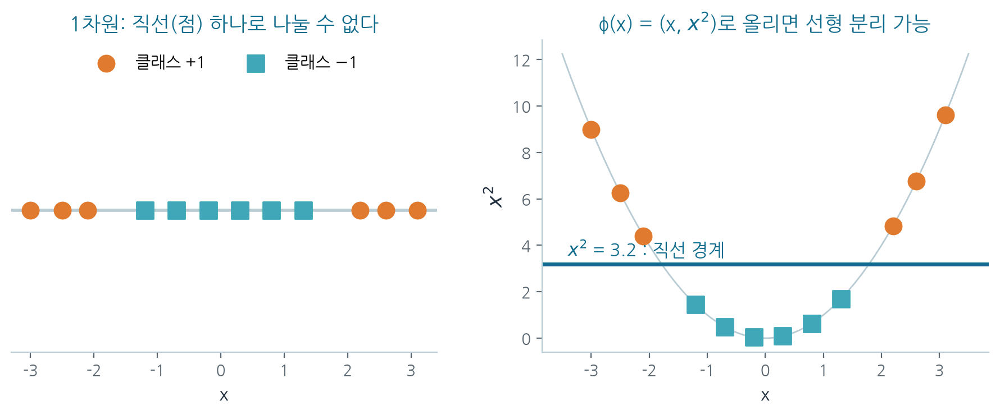 1차원: 직선(점) 하나로 나눌 수 없다
클래스 +1
클래스 −1
-3 -2 -1 0 1 2 3
x
ϕ(x) = (x, x²)로 올리면 선형 분리 가능
x²
12
10
8
6
4
2
0
x² = 3.2 : 직선 경계
-3 -2 -1 0 1 2 3
x